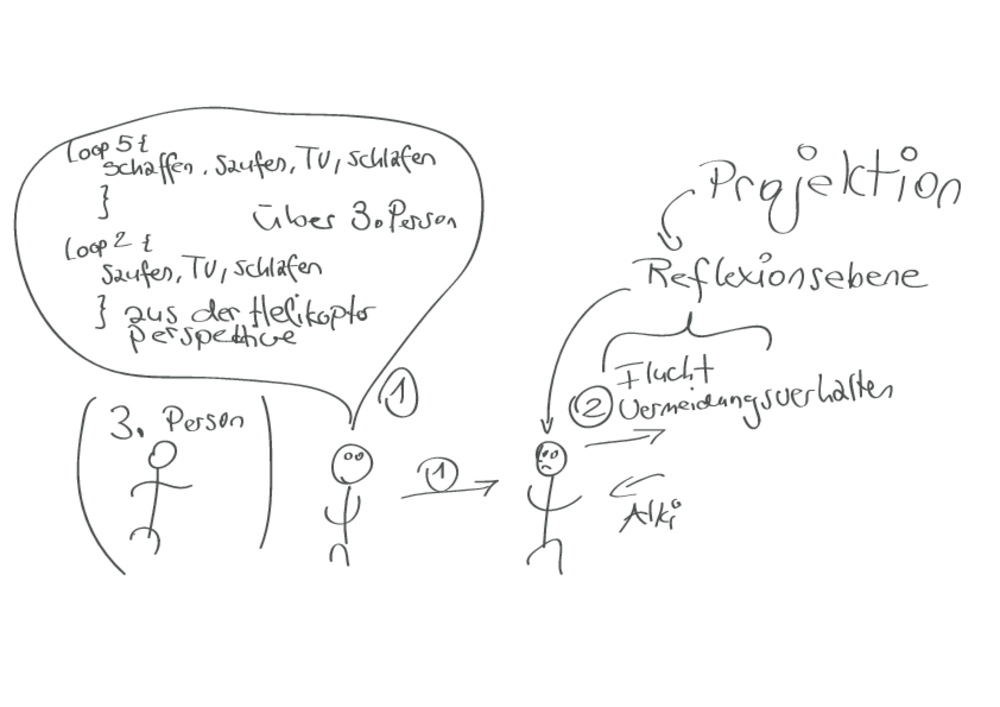 loop 5 {
schaffen, saufen, TV, schlafen
}
über 3. Person
loop 2 {
saufen, TV, schlafen
} aus der Helikopter
perspektive
1
3. Person
1
Projektion
Reflexionsebene
Flucht
2 Vermeidungsverhalten
Alki